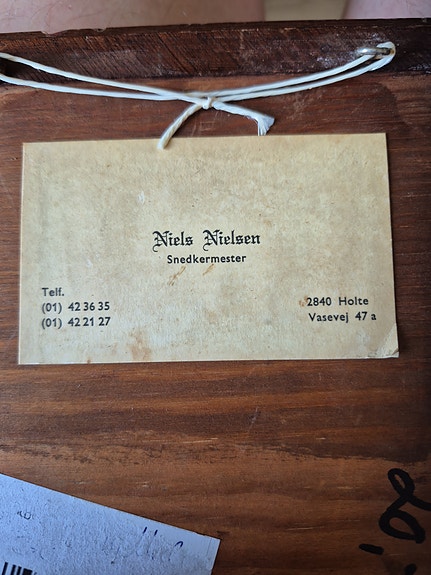 Niels Nielsen
Snedkermester
Telf.
(01) 42 36 35
(01) 42 21 27
2840 Holte
Vasevej 47 a